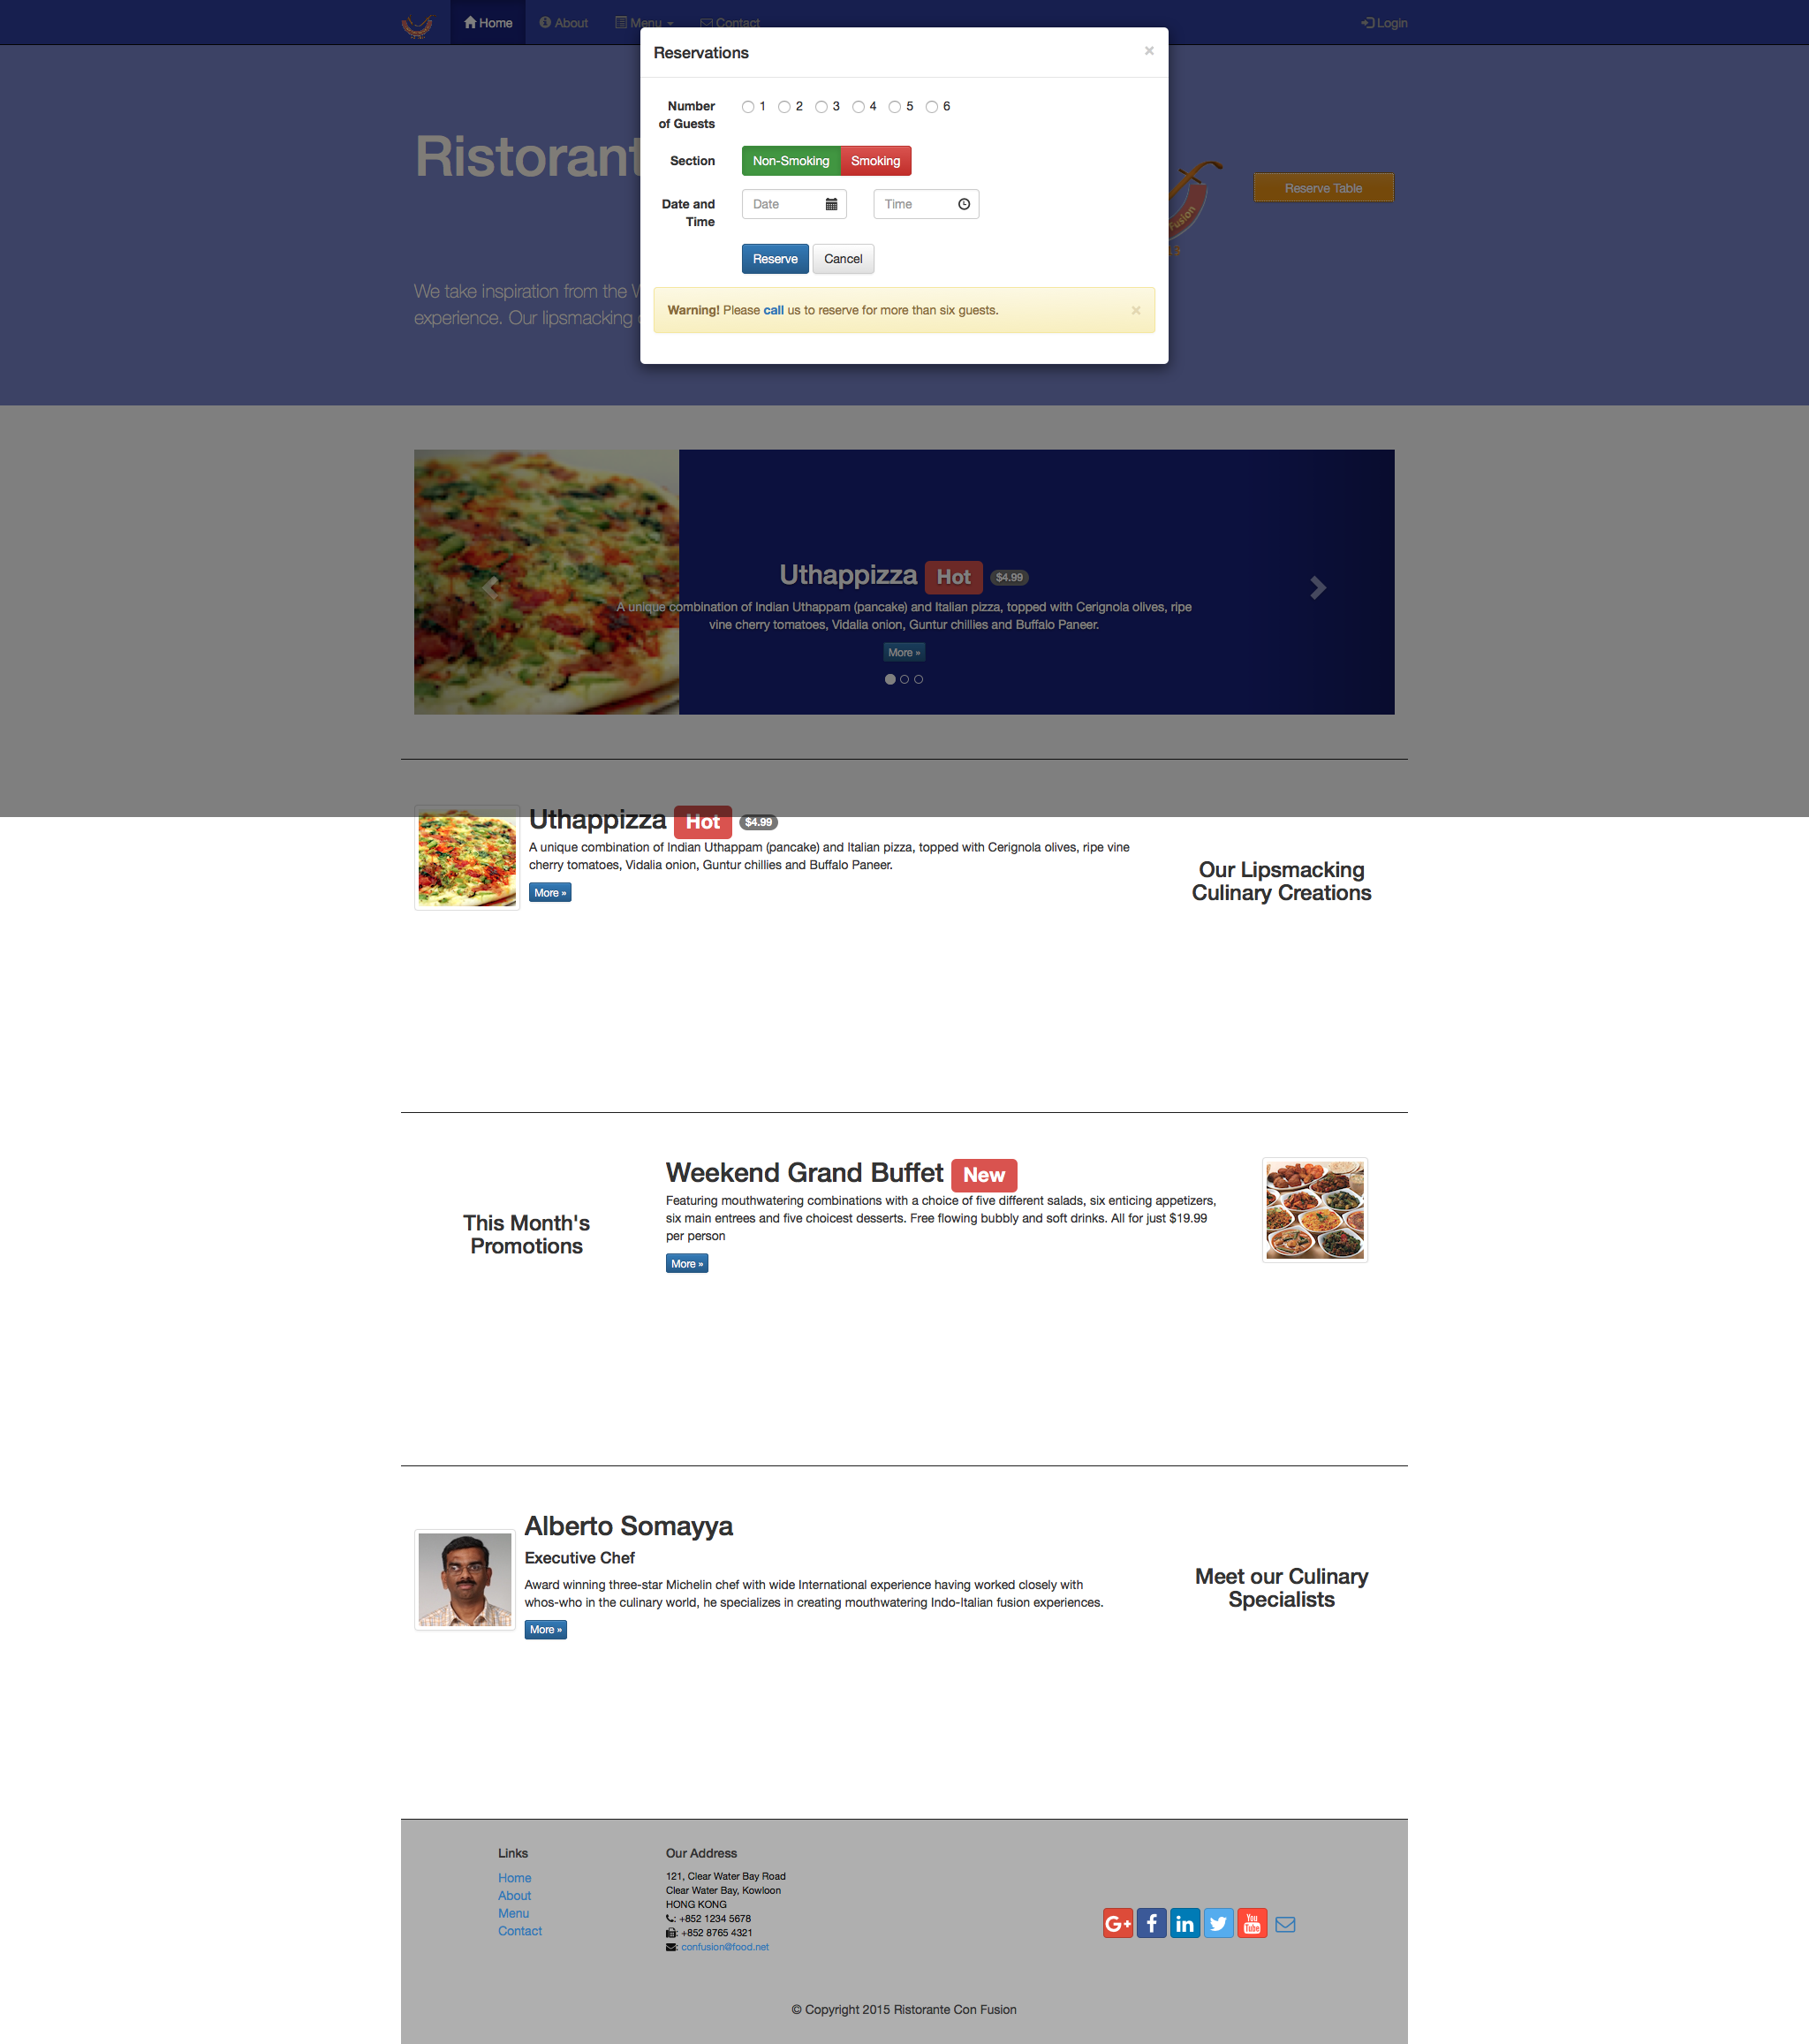 Home
About
Menu
Contact
Login
Reservations
×
Number
of Guests
1 2 3 4 5 6
Section
Non-Smoking
Smoking
Date and
Time
Date
Time
Reserve
Cancel
Warning! Please call us to reserve for more than six guests.
×
Ristorant
Fusion
Reserve Table
We take inspiration from the W
experience. Our lipsmacking
Uthappizza Hot $4.99
A unique combination of Indian Uthappam (pancake) and Italian pizza, topped with Cerignola olives, ripe
vine cherry tomatoes, Vidalia onion, Guntur chillies and Buffalo Paneer.
More »
Uthappizza Hot $4.99
A unique combination of Indian Uthappam (pancake) and Italian pizza, topped with Cerignola olives, ripe vine
cherry tomatoes, Vidalia onion, Guntur chillies and Buffalo Paneer.
More »
Our Lipsmacking
Culinary Creations
This Month's
Promotions
Weekend Grand Buffet New
Featuring mouthwatering combinations with a choice of five different salads, six enticing appetizers,
six main entrees and five choicest desserts. Free flowing bubbly and soft drinks. All for just $19.99
per person
More »
Alberto Somayya
Executive Chef
Award winning three-star Michelin chef with wide International experience having worked closely with
whos-who in the culinary world, he specializes in creating mouthwatering Indo-Italian fusion experiences.
More »
Meet our Culinary
Specialists
Links
Home
About
Menu
Contact
Our Address
121, Clear Water Bay Road
Clear Water Bay, Kowloon
HONG KONG
: +852 1234 5678
: +852 8765 4321
: confusion@food.net
G+ f in You Tube
© Copyright 2015 Ristorante Con Fusion